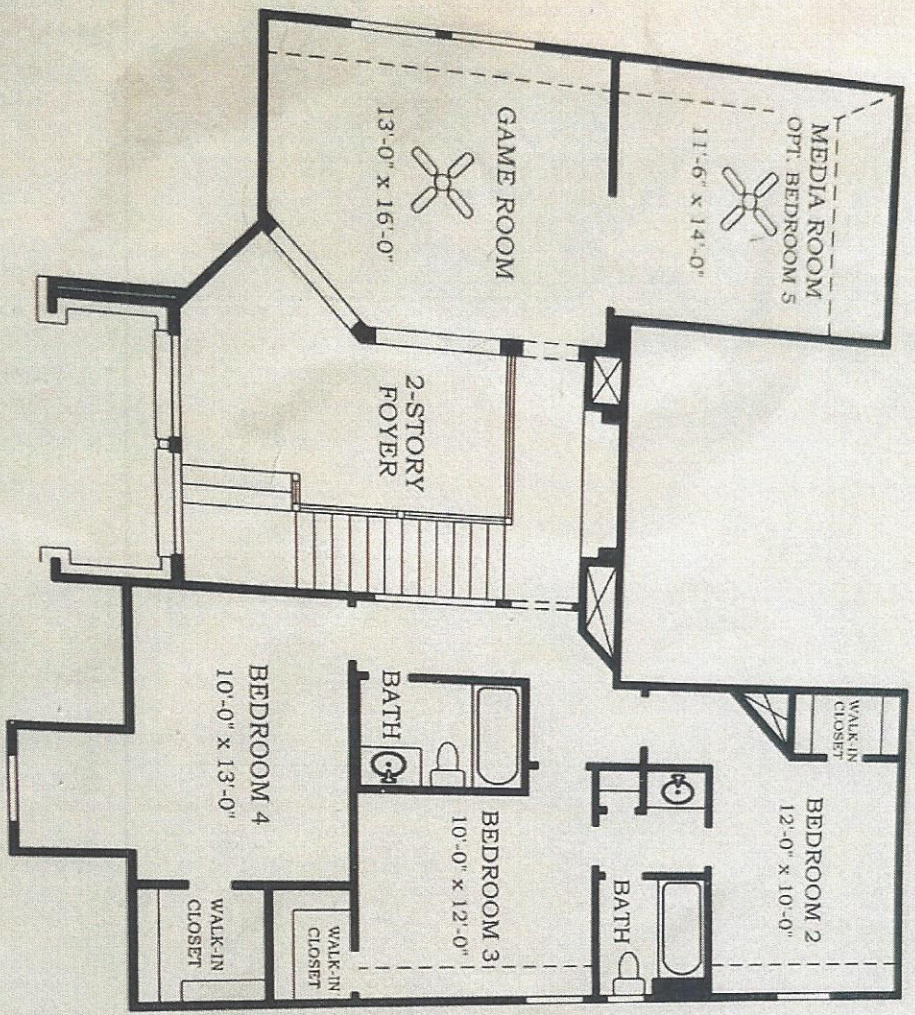 MEDIA ROOM
OPT. BEDROOM 5
11'-6" x 14'-0"
GAME ROOM
13'-0" x 16'-0"
2-STORY
FOYER
WALK-IN
CLOSET
BEDROOM 2
12'-0" x 10'-0"
BATH
BEDROOM 3
10'-0" x 12'-0"
BATH
BEDROOM 4
10'-0" x 13'-0"
WALK-IN
CLOSET
WALK-IN
CLOSET